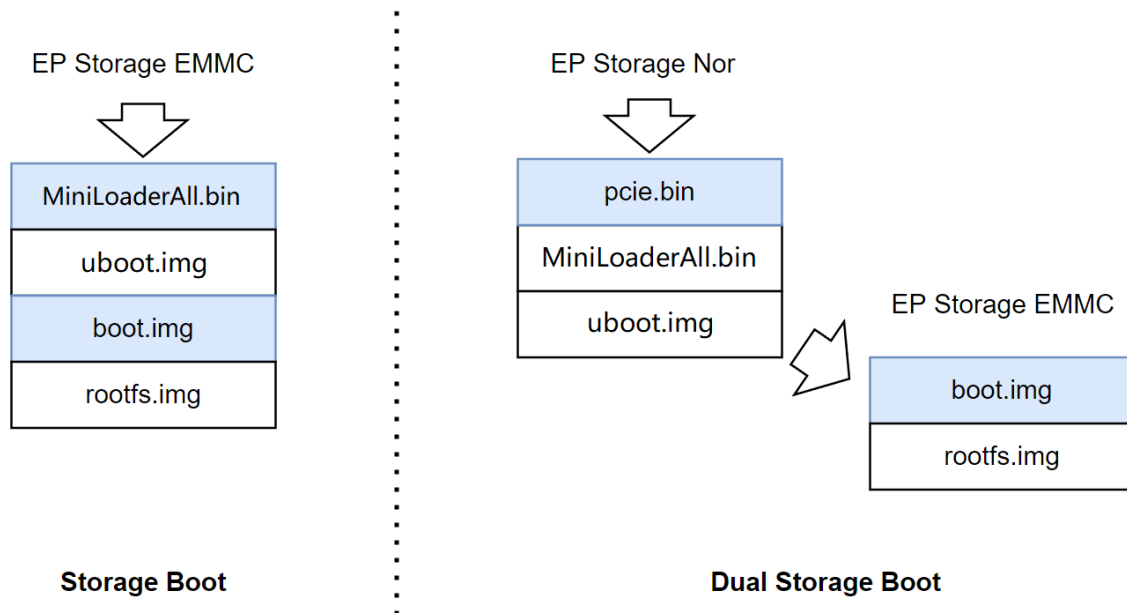 EP Storage EMMC
MiniLoaderAll.bin
uboot.img
boot.img
rootfs.img
Storage Boot
EP Storage Nor
pcie.bin
MiniLoaderAll.bin
uboot.img
EP Storage EMMC
boot.img
rootfs.img
Dual Storage Boot